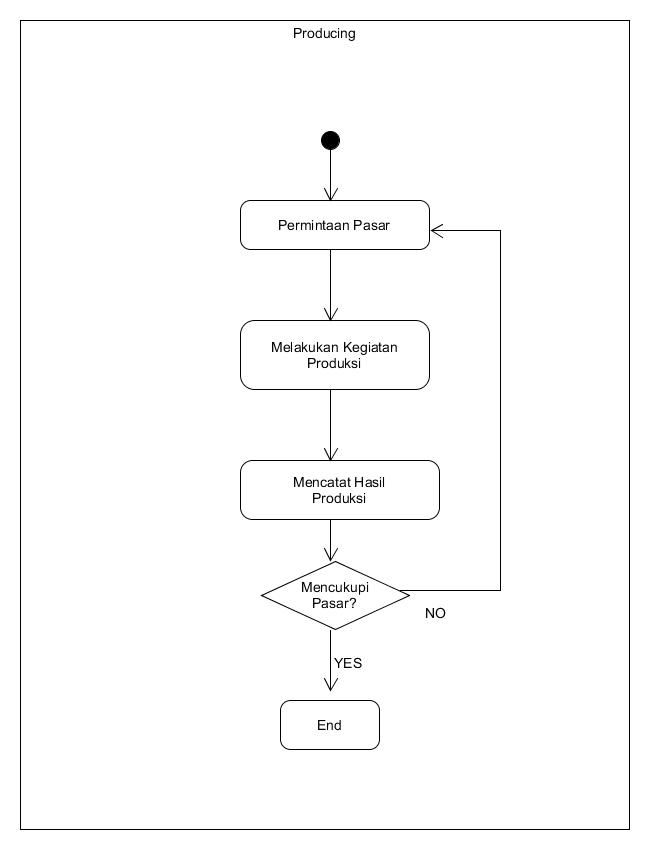 Producing
Permintaan Pasar
Melakukan Kegiatan
Produksi
Mencatat Hasil
Produksi
Mencukupi
Pasar?
NO
YES
End